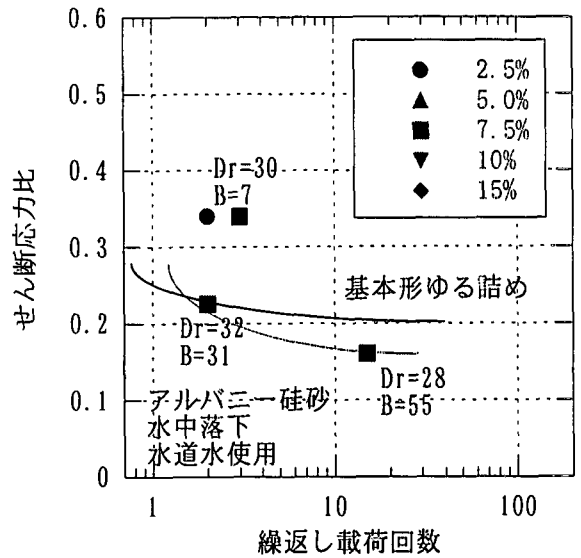 0.6
0.5
0.4
0.3
0.2
0.1
0
せん断応力比
2.5%
5.0%
7.5%
10%
15%
Dr=30
B=7
基本形ゆる詰め
Dr=32
B=31
Dr=28
B=55
アルバニー硅砂
水中落下
水道水使用
1
10
100
繰返し載荷回数